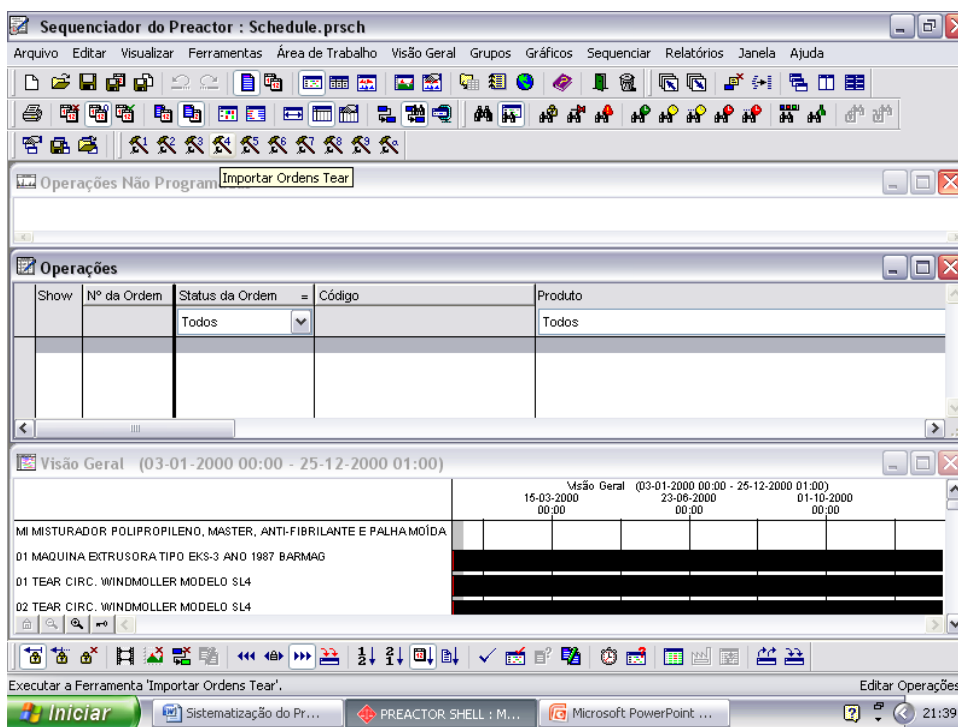 Sequenciador do Preactor : Schedule.prsch
Arquivo Editar Visualizar Ferramentas Área de Trabalho Visão Geral Grupos Gráficos Sequenciar Relatórios Janela Ajuda
Importar Ordens Tear
Operações Não Program
Operações
Show Nº da Ordem Status da Ordem = Código Produto
Todos Todos
Visão Geral (03-01-2000 00:00 - 25-12-2000 01:00)
Visão Geral (03-01-2000 00:00 - 25-12-2000 01:00)
15-03-2000 23-06-2000 01-10-2000
00:00 00:00 00:00
MI MISTURADOR POLIPROPILENO, MASTER, ANTI-FIBRILANTE E PALHA MOÍDA
01 MAQUINA EXTRUSORA TIPO EKS-3 ANO 1987 BARMAG
01 TEAR CIRC. WINDMOLLER MODELO SL4
02 TEAR CIRC. WINDMOLLER MODELO SL4
Executar a Ferramenta 'Importar Ordens Tear'. Editar Operações
Iniciar Sistematização do Pr... PREACTOR SHELL : M... Microsoft PowerPoint ... 21:39